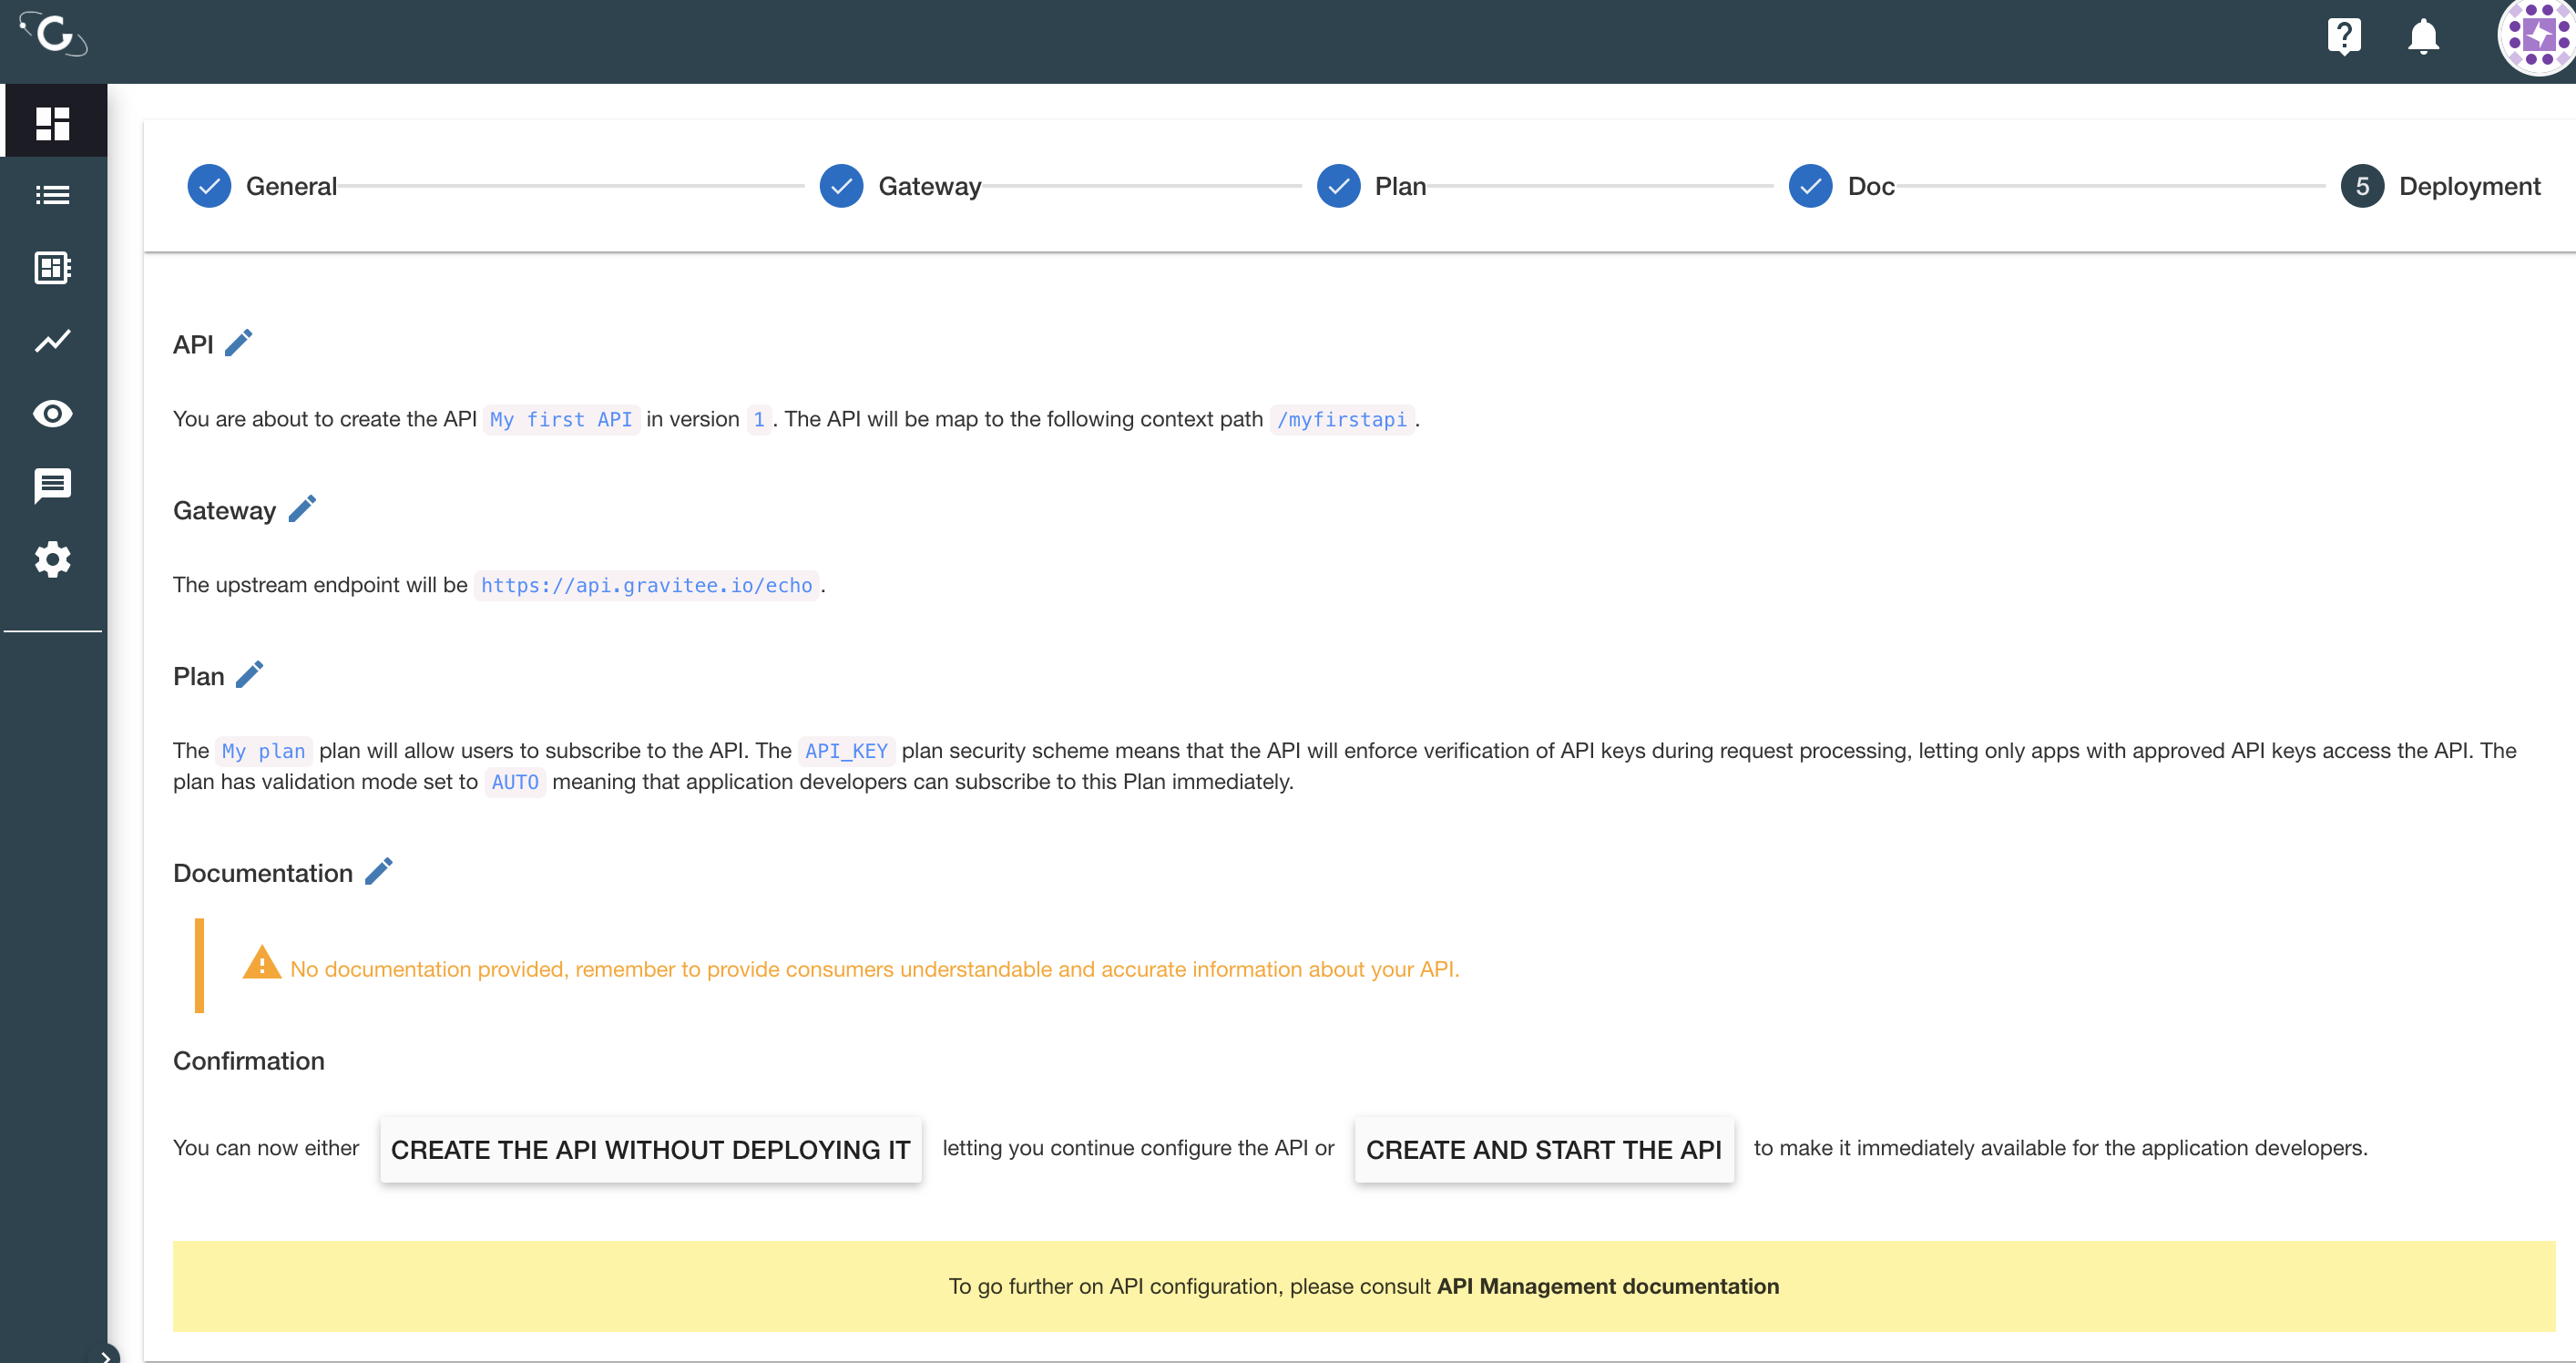 General Gateway Plan Doc 5 Deployment
API
You are about to create the API My first API in version 1 . The API will be map to the following context path /myfirstapi .
Gateway
The upstream endpoint will be https://api.gravitee.io/echo .
Plan
The My plan plan will allow users to subscribe to the API. The API_KEY plan security scheme means that the API will enforce verification of API keys during request processing, letting only apps with approved API keys access the API. The
plan has validation mode set to AUTO meaning that application developers can subscribe to this Plan immediately.
Documentation
No documentation provided, remember to provide consumers understandable and accurate information about your API.
Confirmation
You can now either CREATE THE API WITHOUT DEPLOYING IT letting you continue configure the API or CREATE AND START THE API to make it immediately available for the application developers.
To go further on API configuration, please consult API Management documentation